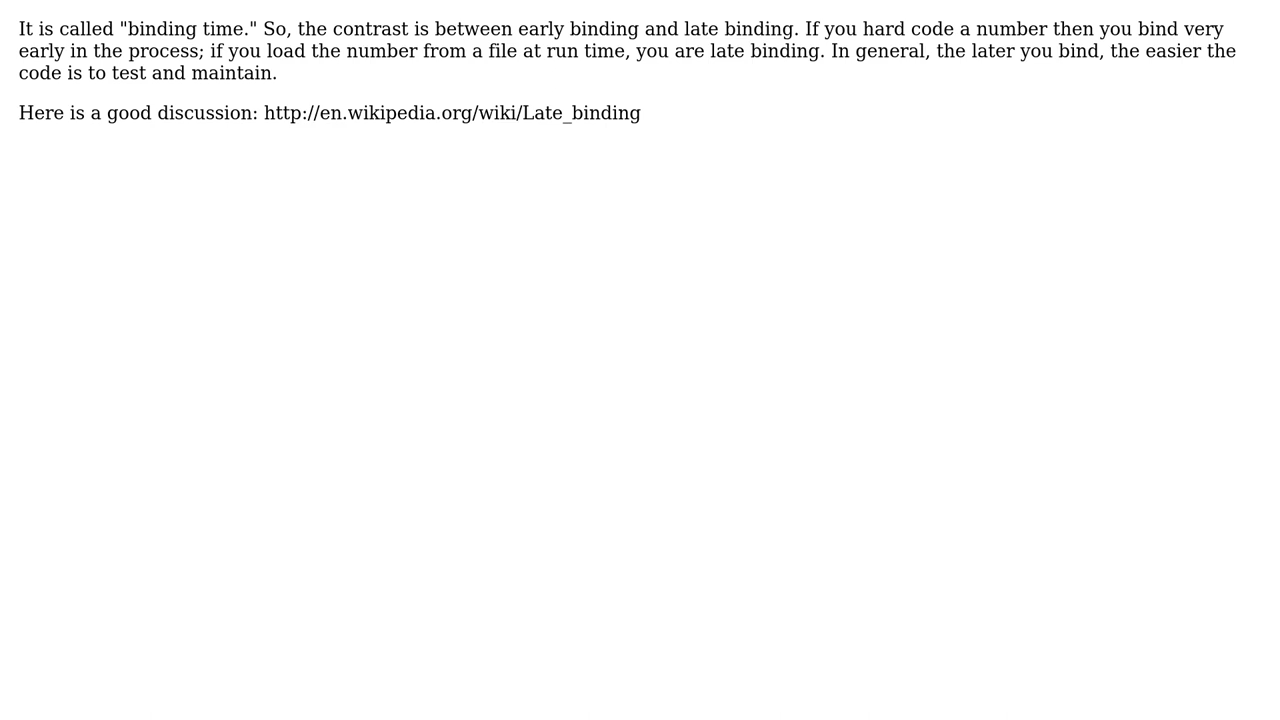 It is called "binding time." So, the contrast is between early binding and late binding. If you hard code a number then you bind very
early in the process; if you load the number from a file at run time, you are late binding. In general, the later you bind, the easier the
code is to test and maintain.
Here is a good discussion: http://en.wikipedia.org/wiki/Late_binding